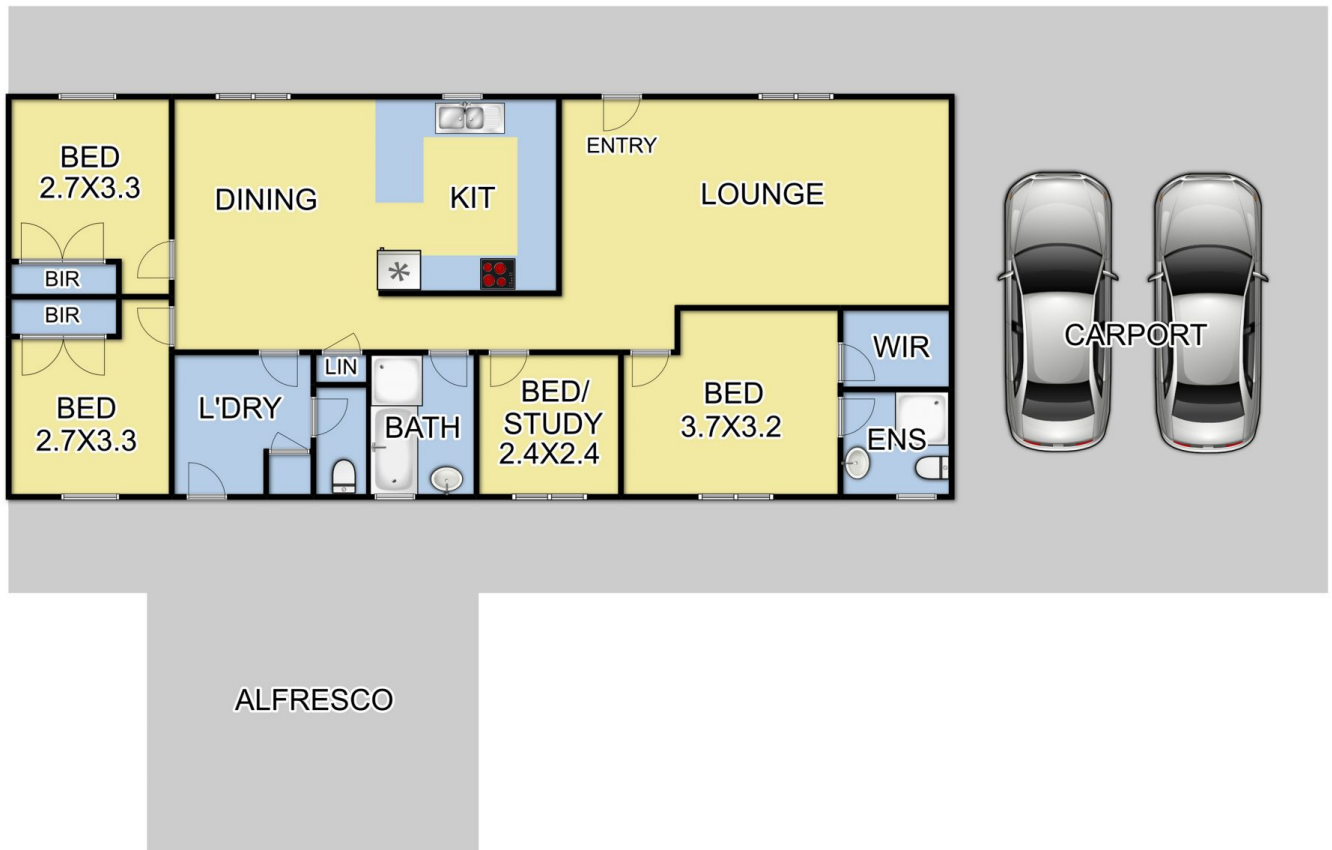 BED
2.7X3.3
BIR
BIR
BED
2.7X3.3
DINING
KIT
ENTRY
LOUNGE
L'DRY
LIN
BATH
BED/
STUDY
2.4X2.4
BED
3.7X3.2
WIR
ENS
CARPORT
ALFRESCO